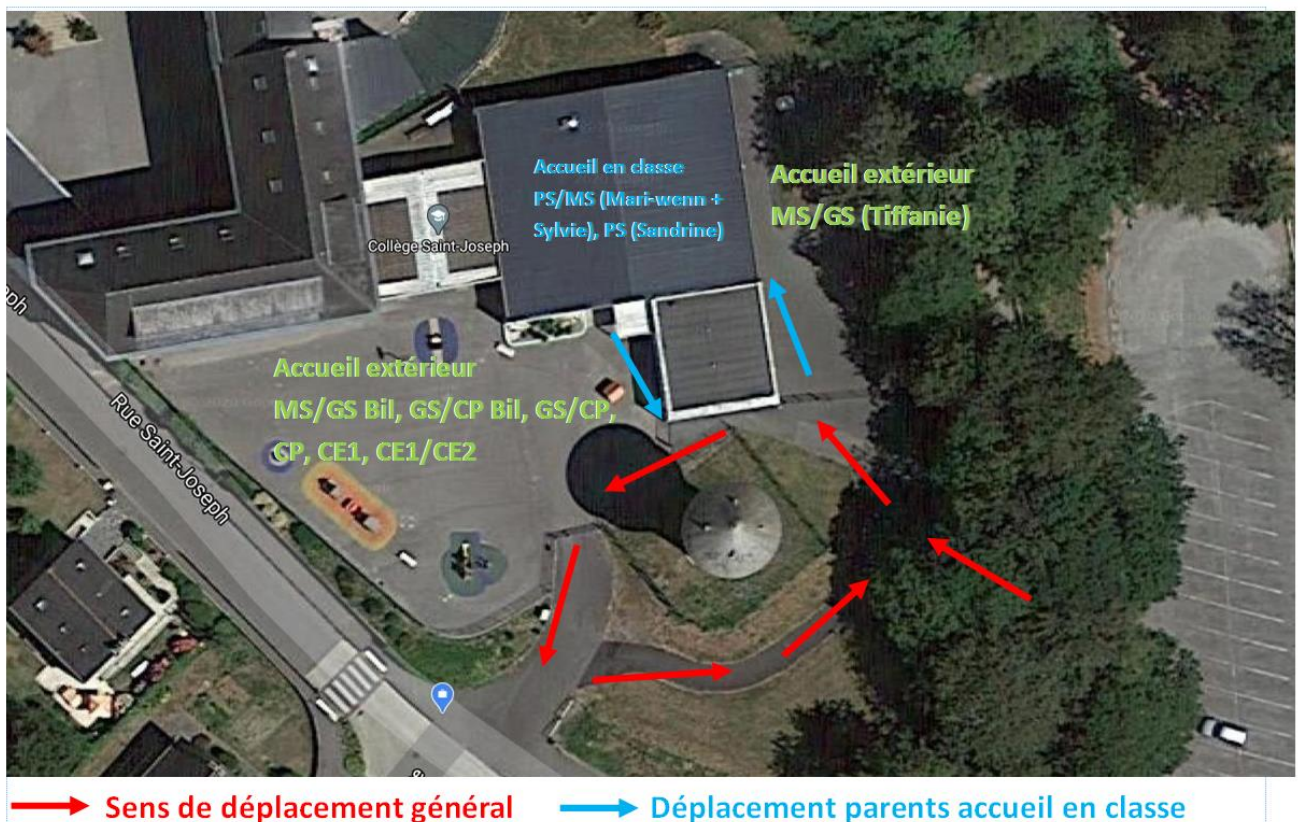 Accueil en classe
PS/MS (Mari-wenn +
Sylvie), PS (Sandrine)
Accueil extérieur
MS/GS (Tiffanie)
Collège Saint-Joseph
Accueil extérieur
MS/GS Bil, GS/CP Bil, GS/CP,
CP, CE1, CE1/CE2
Rue Saint-Joseph
Sens de déplacement général
Déplacement parents accueil en classe